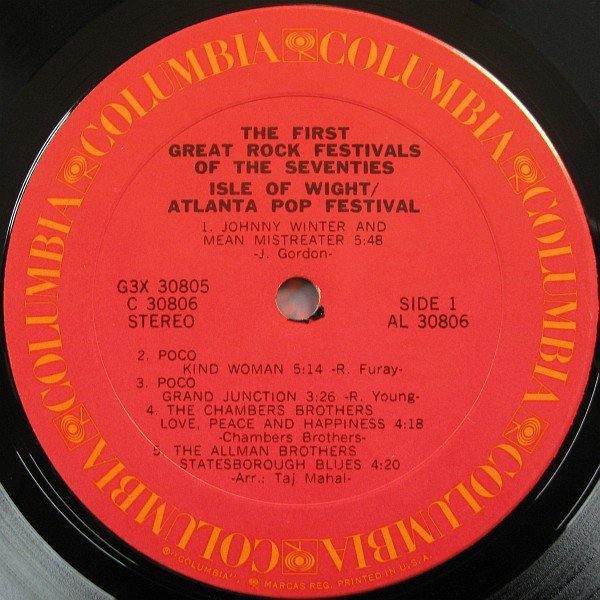 COLUMBIA COLUMBIA COLUMBIA COLUMBIA COLUMBIA COLUMBIA
THE FIRST
GREAT ROCK FESTIVALS
OF THE SEVENTIES
ISLE OF WIGHT/
ATLANTA POP FESTIVAL
1. JOHNNY WINTER AND
MEAN MISTREATER 5:48
-J. Gordon-
G3X 30805
C 30806
STEREO
SIDE 1
AL 30806
2. POCO
KIND WOMAN 5:14 -R. Furay-
3. POCO
GRAND JUNCTION 3:26 -R. Young-
4. THE CHAMBERS BROTHERS
LOVE, PEACE AND HAPPINESS 4:18
-Chambers Brothers-
5 THE ALLMAN BROTHERS
STATESBOROUGH BLUES 4:20
-Arr.: Taj Mahal-
℗"COLUMBIA", MARCAS REG. PRINTED IN U.S.A.